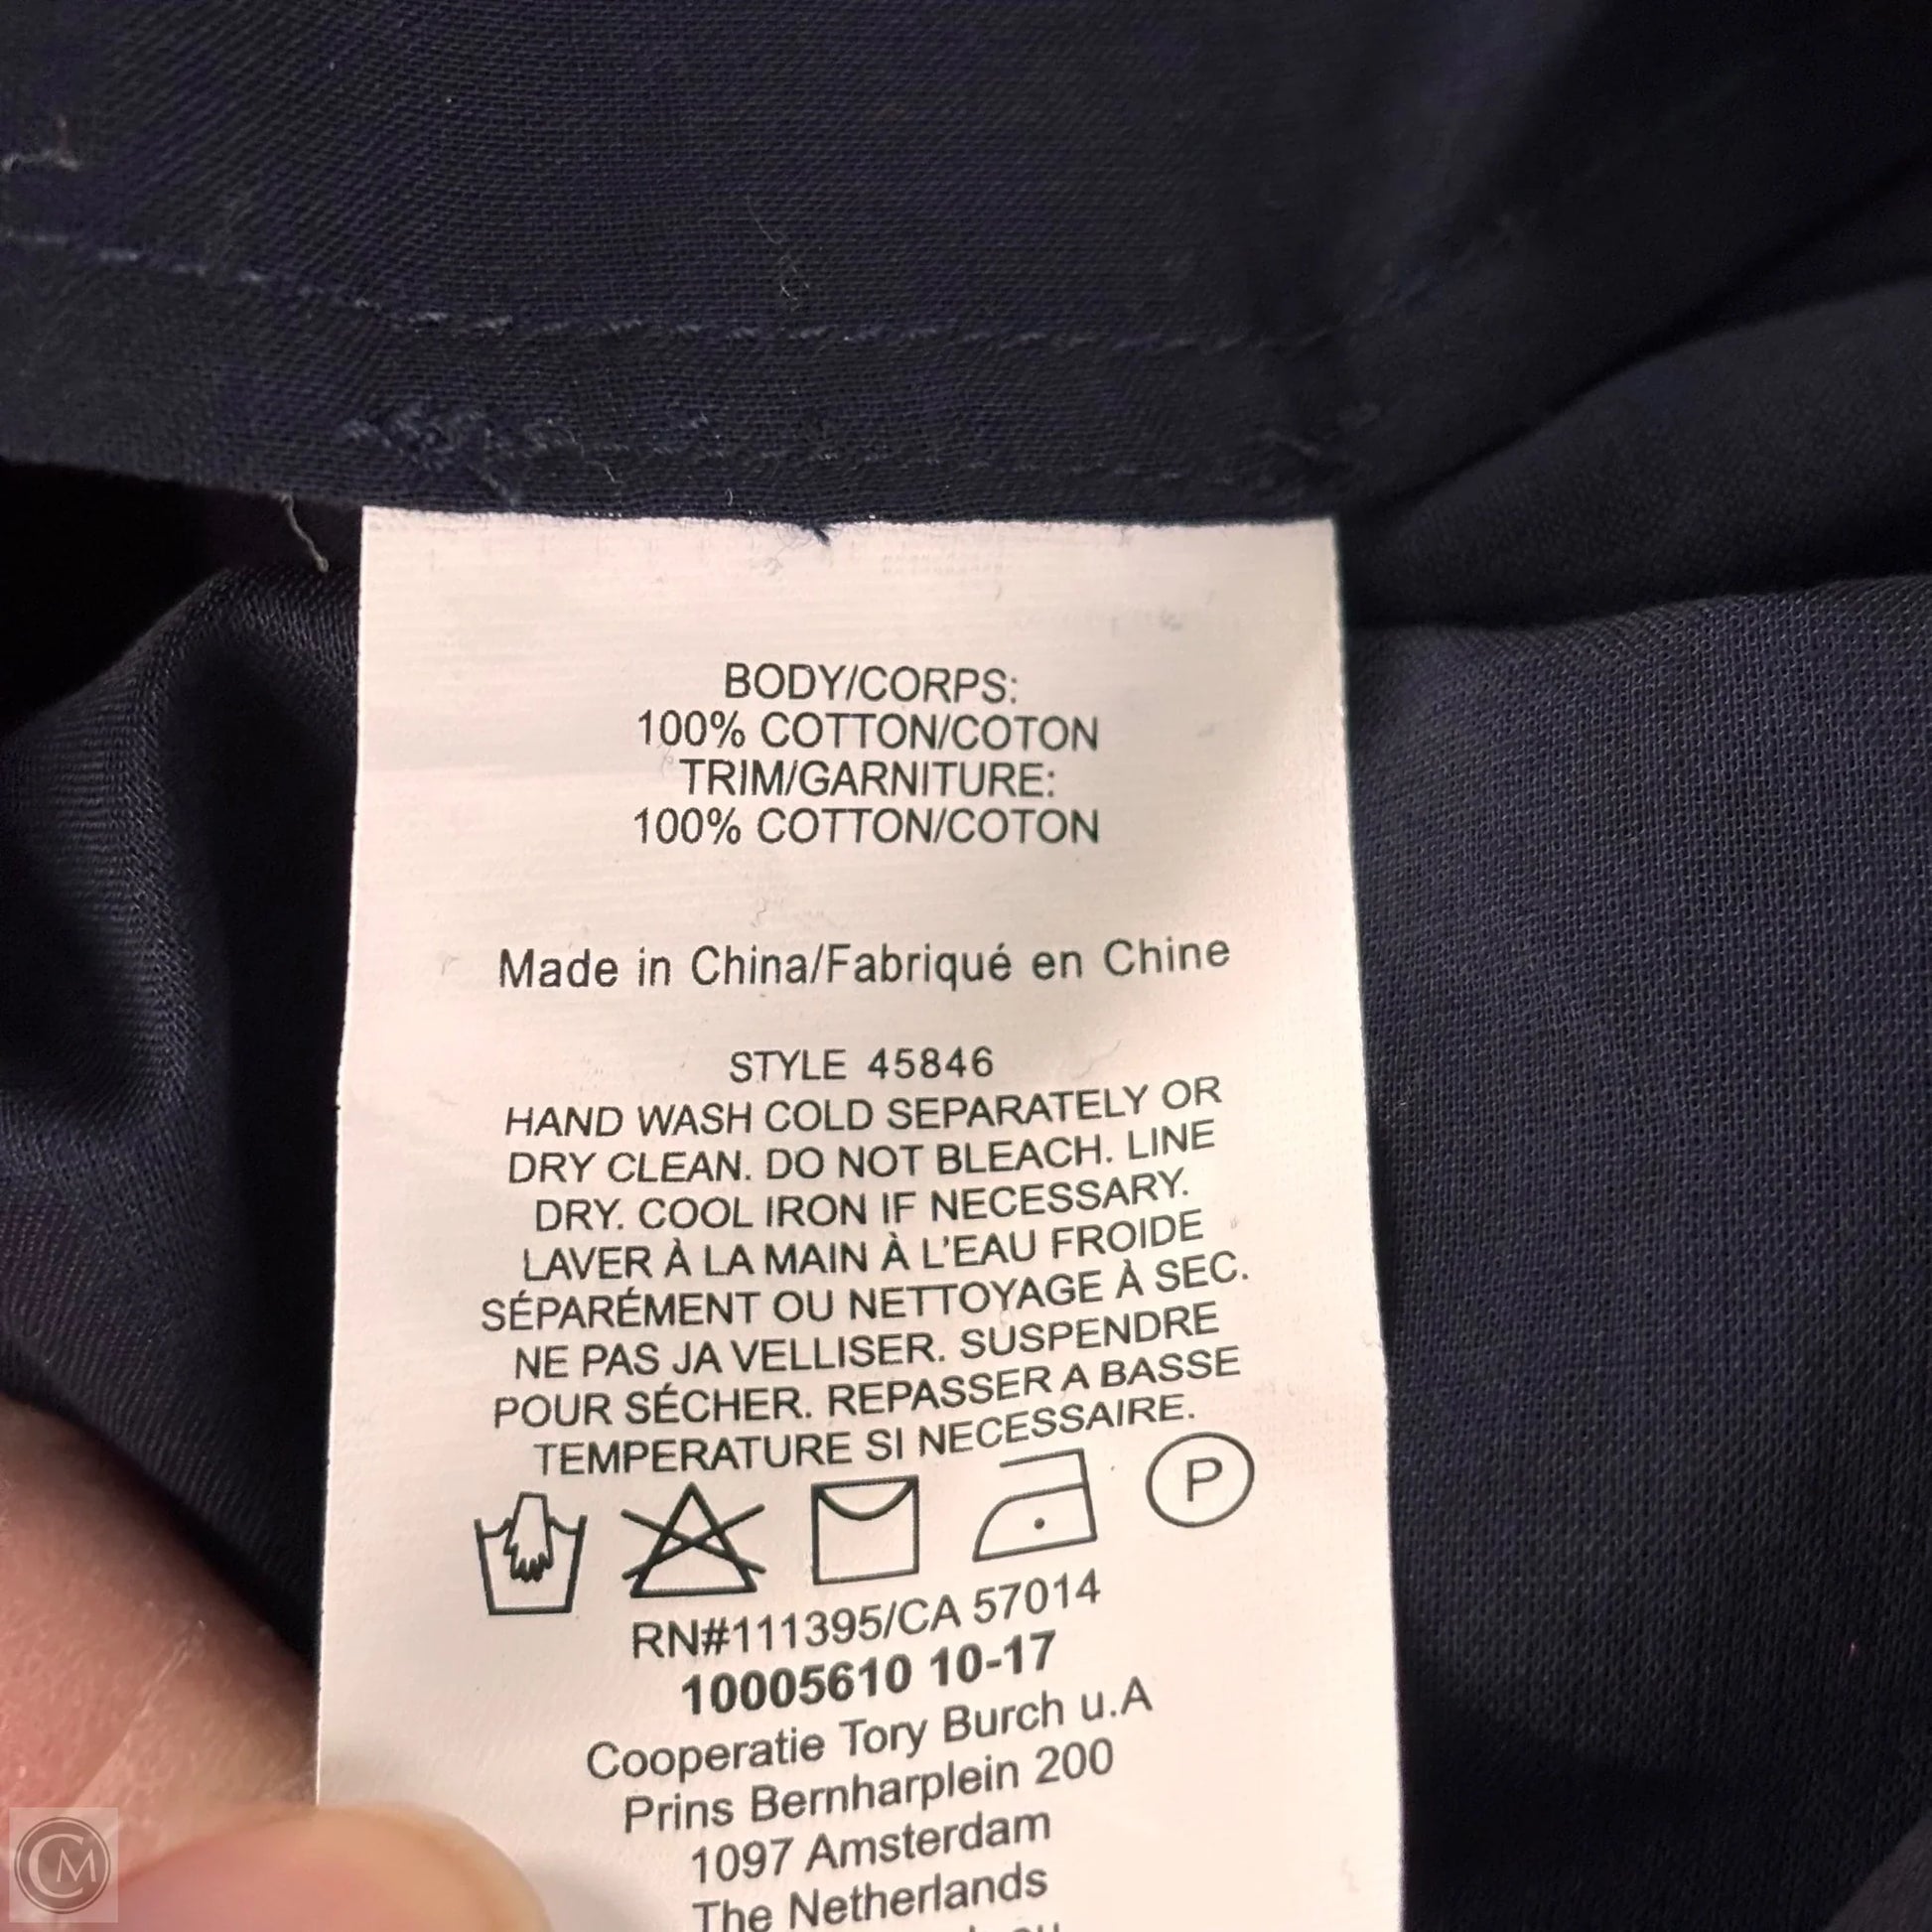 BODY/CORPS:
100% COTTON/COTON
TRIM/GARNITURE:
100% COTTON/COTON
Made in China/Fabriqué en Chine
STYLE 45846
HAND WASH COLD SEPARATELY OR
DRY CLEAN. DO NOT BLEACH. LINE
DRY. COOL IRON IF NECESSARY.
LAVER À LA MAIN À L'EAU FROIDE
SÉPARÉMENT OU NETTOYAGE À SEC.
NE PAS JA VELLISER. SUSPENDRE
POUR SÉCHER. REPASSER A BASSE
TEMPERATURE SI NECESSAIRE.
P
RN#111395/CA 57014
10005610 10-17
Cooperatie Tory Burch u.A
Prins Bernharplein 200
1097 Amsterdam
The Netherlands
CM